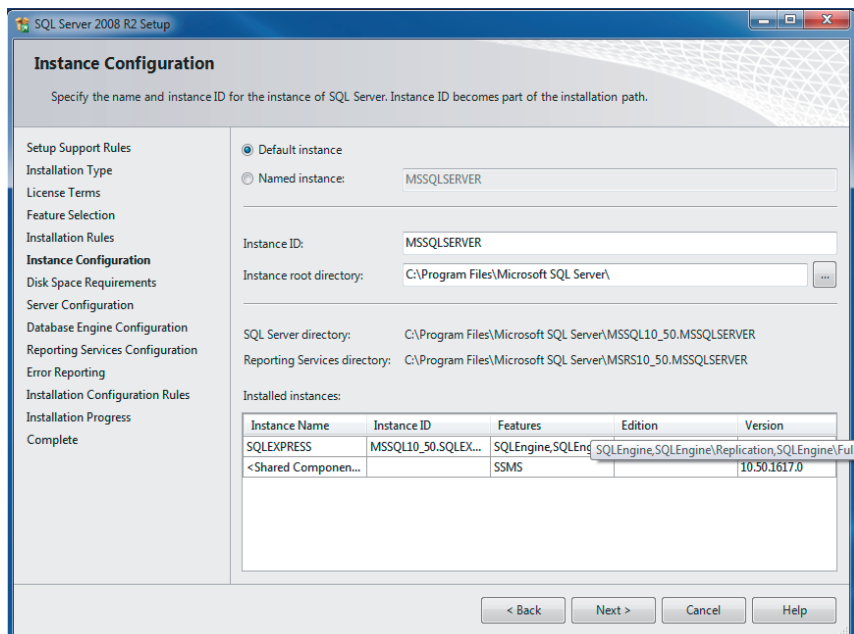 SQL Server 2008 R2 Setup
Instance Configuration
Specify the name and instance ID for the instance of SQL Server. Instance ID becomes part of the installation path.
Setup Support Rules
Installation Type
License Terms
Feature Selection
Installation Rules
Instance Configuration
Disk Space Requirements
Server Configuration
Database Engine Configuration
Reporting Services Configuration
Error Reporting
Installation Configuration Rules
Installation Progress
Complete
Default instance
Named instance: MSSQLSERVER
Instance ID: MSSQLSERVER
Instance root directory: C:\Program Files\Microsoft SQL Server\ ...
SQL Server directory: C:\Program Files\Microsoft SQL Server\MSSQL10_50.MSSQLSERVER
Reporting Services directory: C:\Program Files\Microsoft SQL Server\MSRS10_50.MSSQLSERVER
Installed instances:
Instance Name Instance ID Features Edition Version
SQLEXPRESS MSSQL10_50.SQLEX... SQLEngine,SQLEng SQLEngine,SQLEngine\Replication,SQLEngine\Ful
<Shared Componen... SSMS 10.50.1617.0
< Back Next > Cancel Help